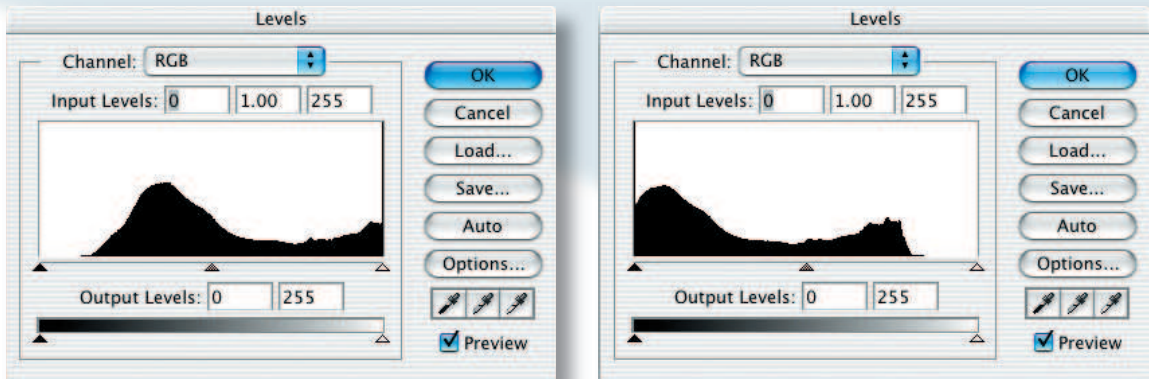 Levels
Channel: RGB
Input Levels: 0 1.00 255
OK
Cancel
Load...
Save...
Auto
Options...
Output Levels: 0 255
Preview
Levels
Channel: RGB
Input Levels: 0 1.00 255
OK
Cancel
Load...
Save...
Auto
Options...
Output Levels: 0 255
Preview